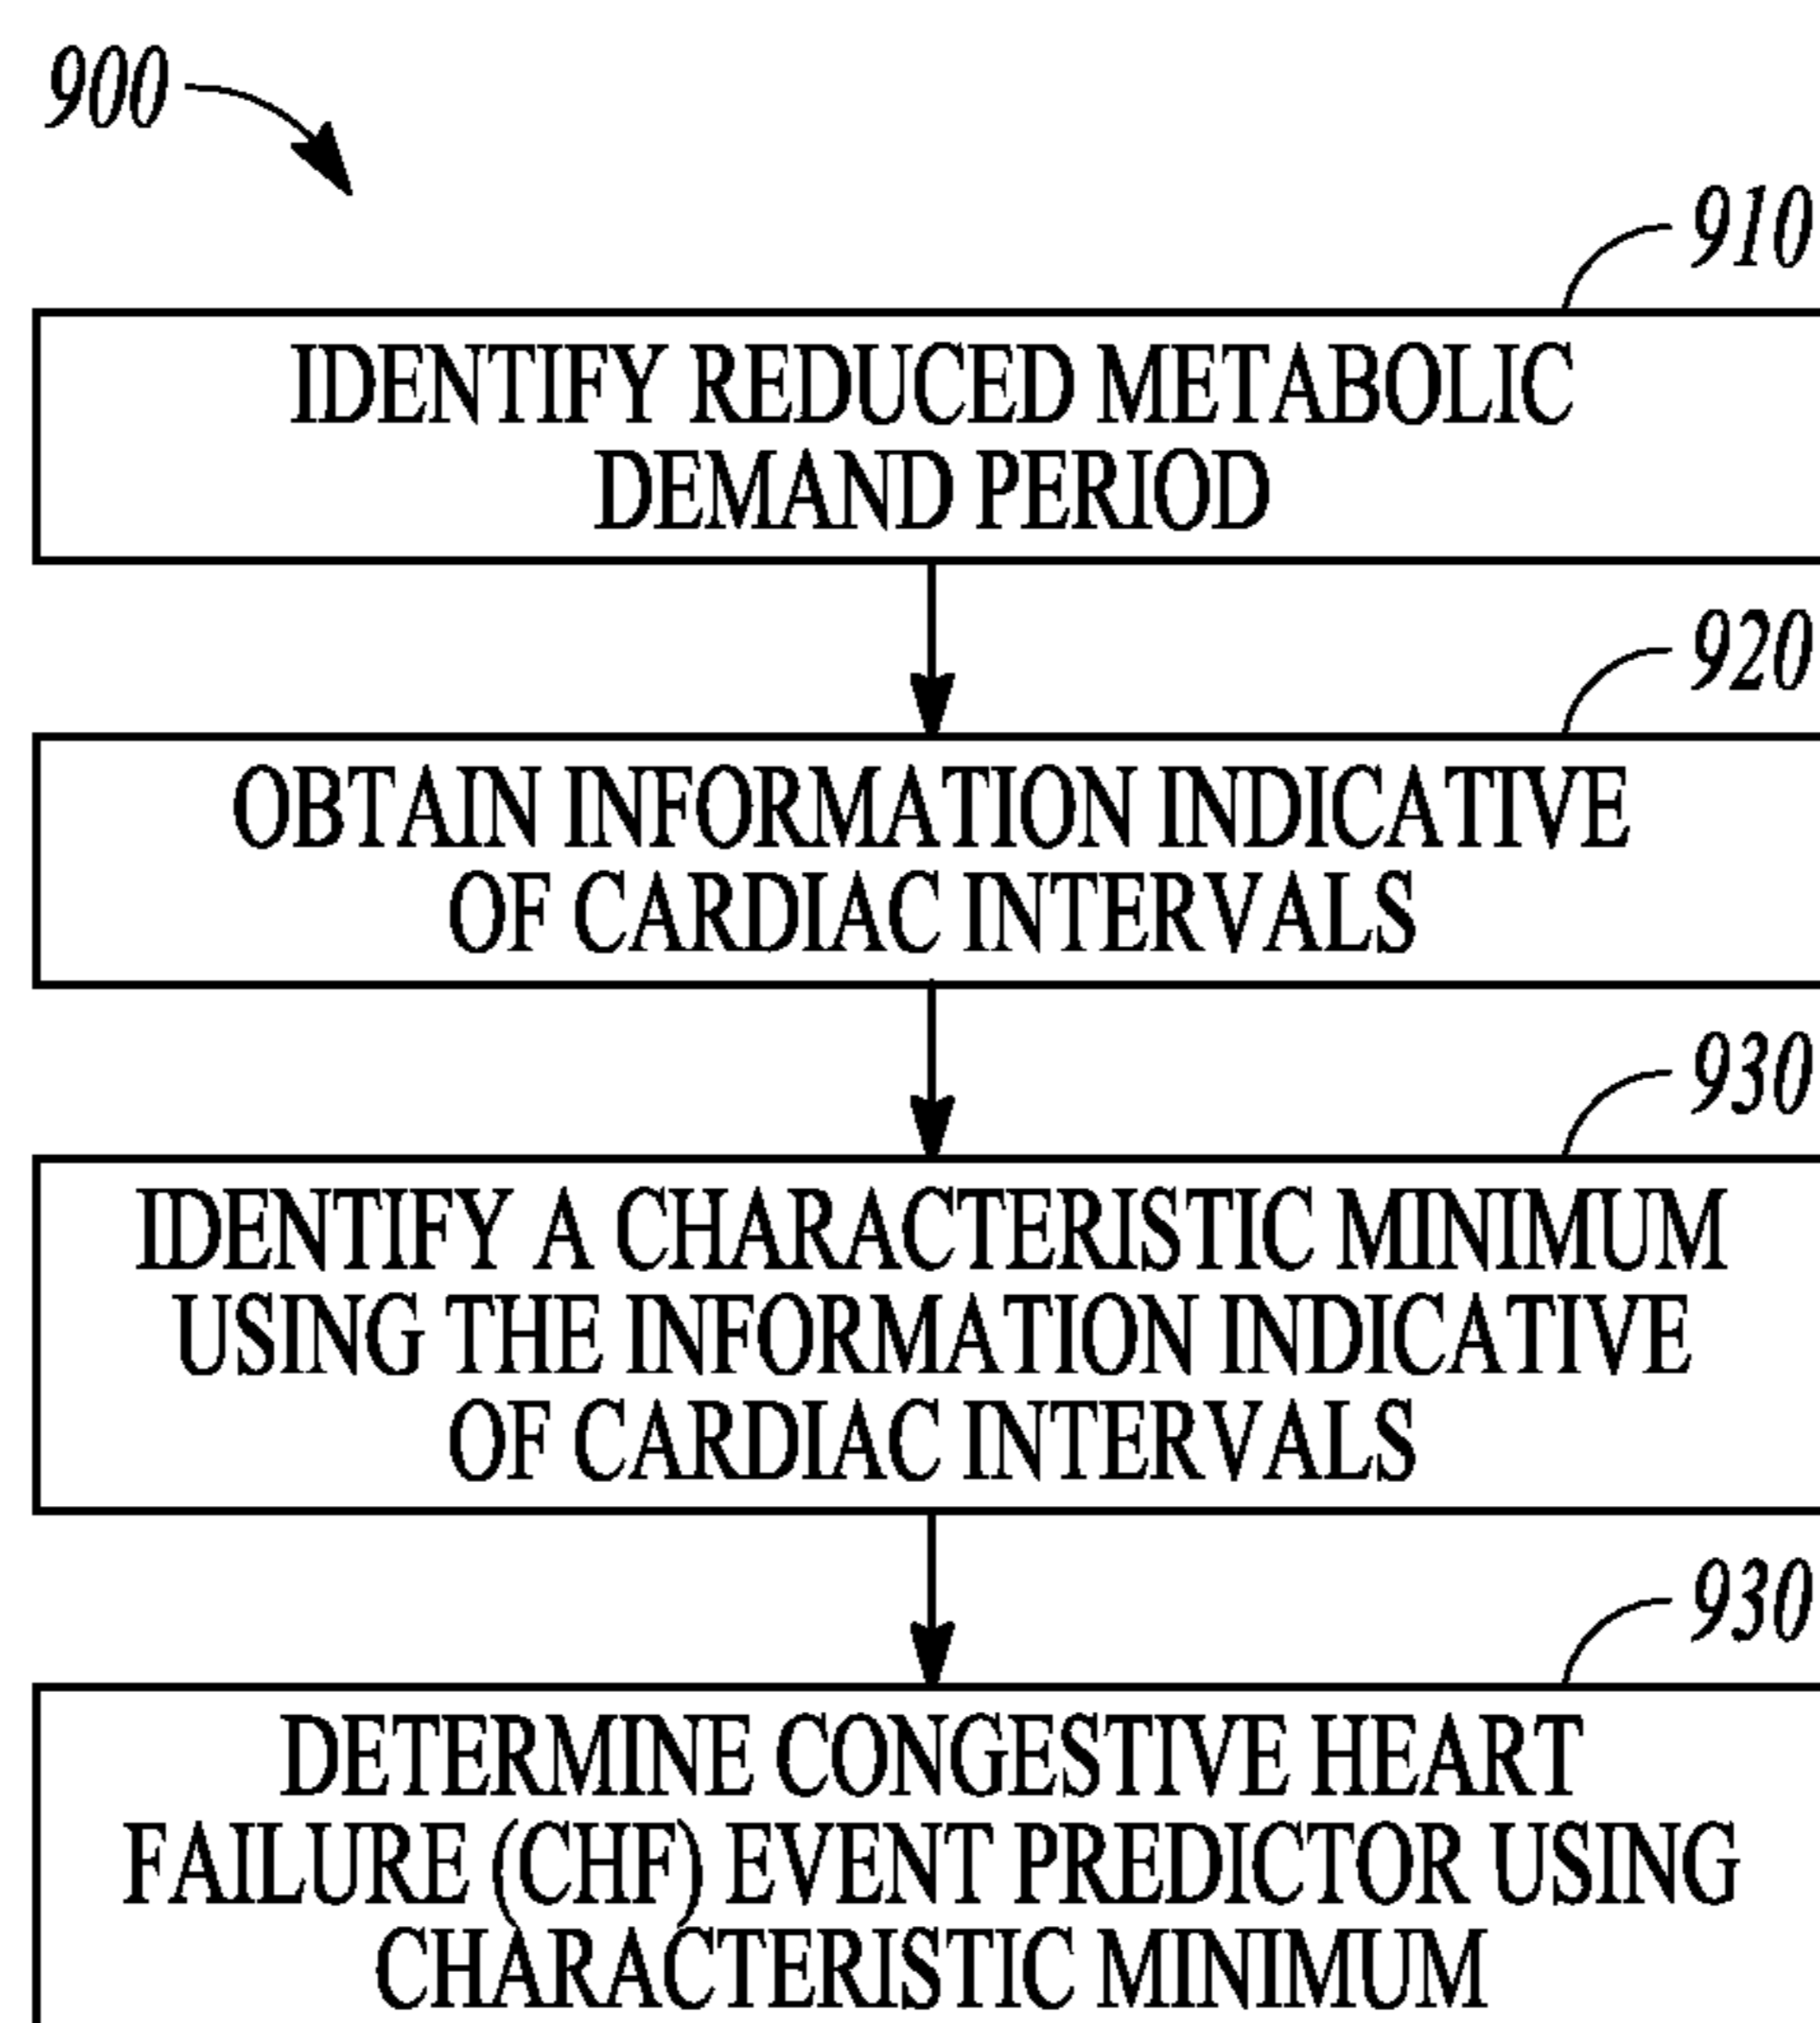 900
910
IDENTIFY REDUCED METABOLIC
DEMAND PERIOD
920
OBTAIN INFORMATION INDICATIVE
OF CARDIAC INTERVALS
930
IDENTIFY A CHARACTERISTIC MINIMUM
USING THE INFORMATION INDICATIVE
OF CARDIAC INTERVALS
930
DETERMINE CONGESTIVE HEART
FAILURE (CHF) EVENT PREDICTOR USING
CHARACTERISTIC MINIMUM